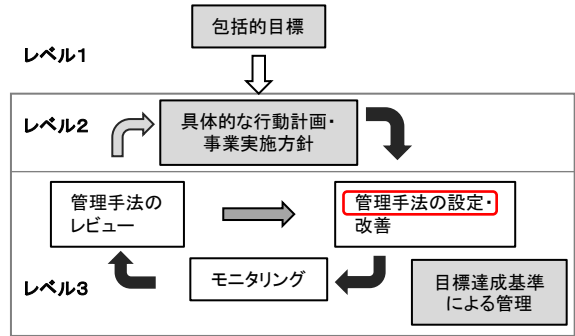 包括的目標
レベル1
レベル2
具体的な行動計画・
事業実施方針
管理手法の
レビュー
管理手法の設定・
改善
モニタリング
レベル3
目標達成基準
による管理